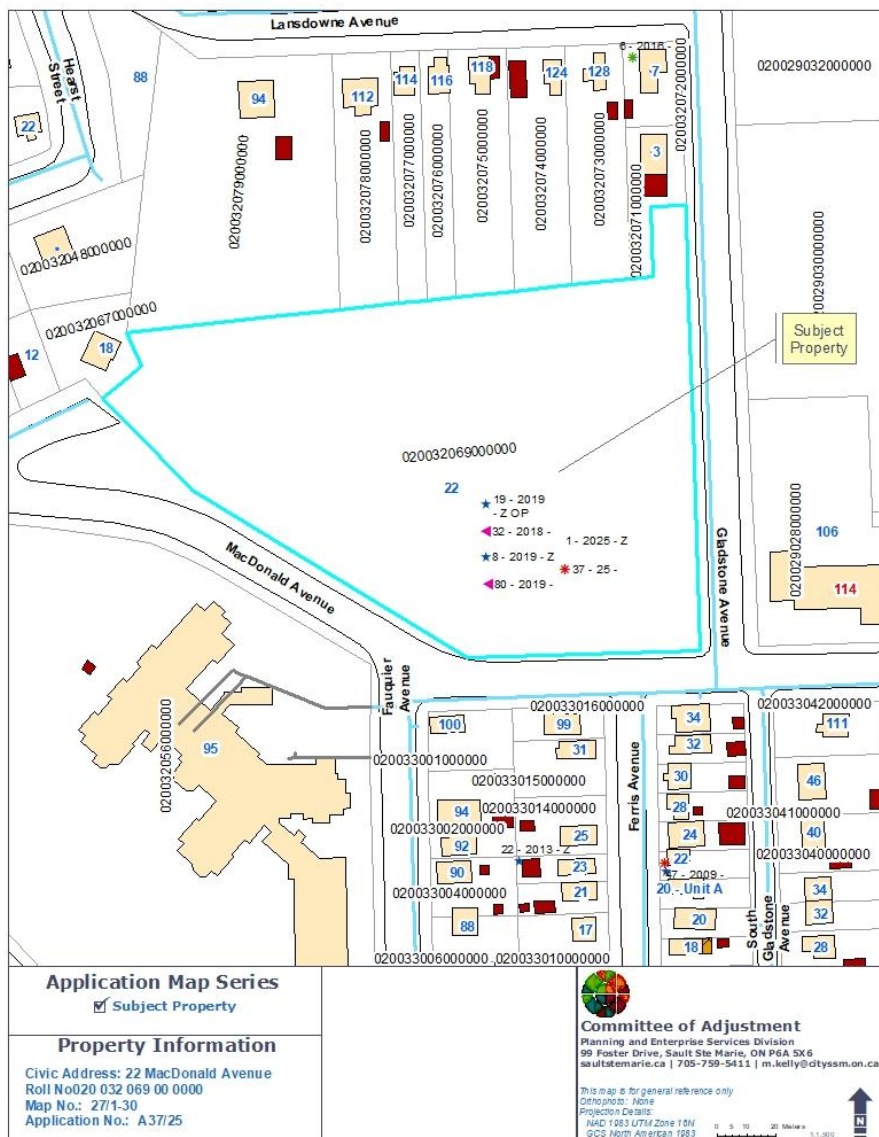 Lansdowne Avenue
Hearst
Street
88
22
94
112
114
116
118
124
128
6 - 2016 -
7
3
020032079000000
020032078000000
020032077000000
020032076000000
020032075000000
020032074000000
020032073000000
020032072000000
020032071000000
020029032000000
020032048000000
020032067000000
12
18
Subject
Property
020032069000000
22
19 - 2019
- Z OP
32 - 2018 -
1 - 2025 - Z
8 - 2019 - Z
37 - 25 -
80 - 2019 -
MacDonald Avenue
Gladstone Avenue
020029028000000
106
114
Fauquier
Avenue
020032056000000
95
020033016000000
020033042000000
100
99
31
34
32
111
020033001000000
020033015000000
30
46
020033014000000
94
28
020033041000000
020033002000000
92
25
24
40
22 - 2013 - Z
22
020033040000000
90
23
20 - Unit A
020033004000000
21
34
88
17
20
32
18
28
Ferris Avenue
South
Gladstone
Avenue
020033006000000
020033010000000
Application Map Series
Subject Property
Property Information
Civic Address: 22 MacDonald Avenue
Roll No020 032 069 00 0000
Map No.: 27/1-30
Application No.: A37/25
Committee of Adjustment
Planning and Enterprise Services Division
99 Foster Drive, Sault Ste Marie, ON P6A 5X6
saultstemarie.ca | 705-759-5411 | m.kelly@cityssm.on.ca
This map is for general reference only
Orthophoto: None
Projection Details:
NAD 1983 UTM Zone 16N
GCS North American 1983
0 5 10 20 Meters
1:1,500
N